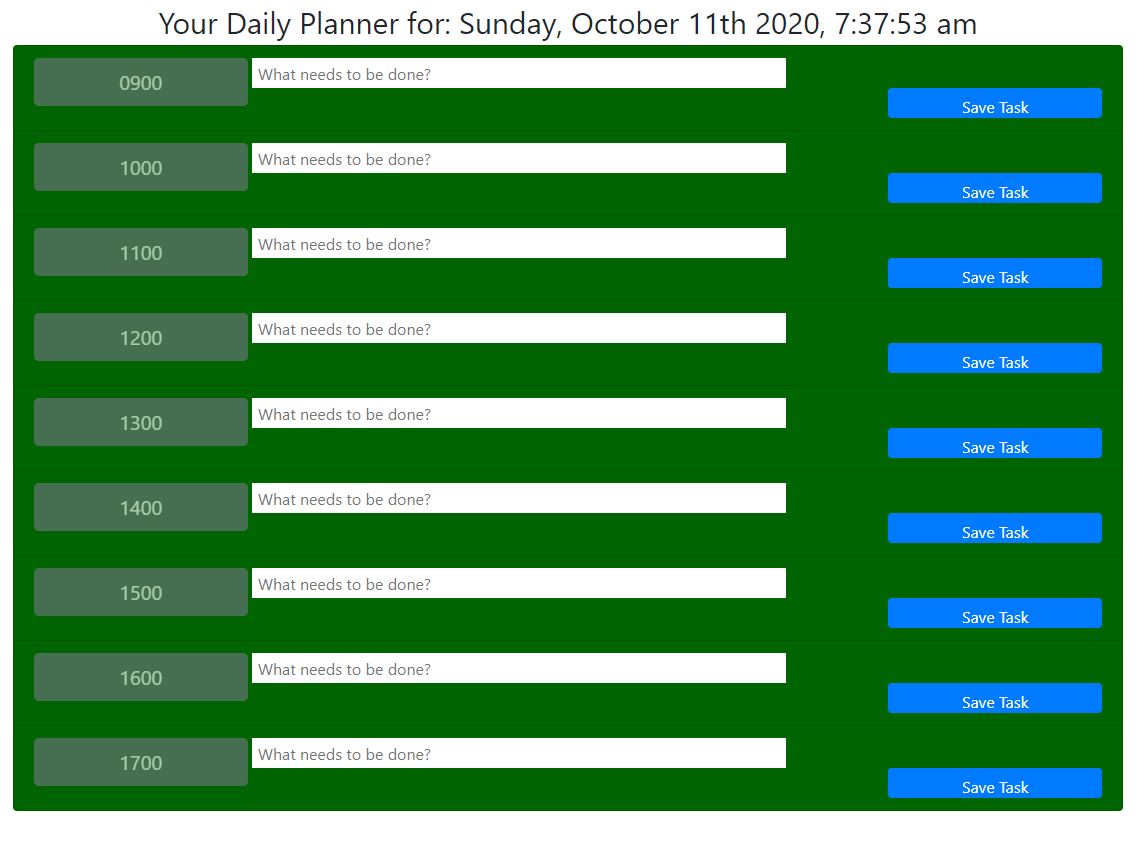 Your Daily Planner for: Sunday, October 11th 2020, 7:37:53 am
0900
What needs to be done?
Save Task
1000
What needs to be done?
Save Task
1100
What needs to be done?
Save Task
1200
What needs to be done?
Save Task
1300
What needs to be done?
Save Task
1400
What needs to be done?
Save Task
1500
What needs to be done?
Save Task
1600
What needs to be done?
Save Task
1700
What needs to be done?
Save Task